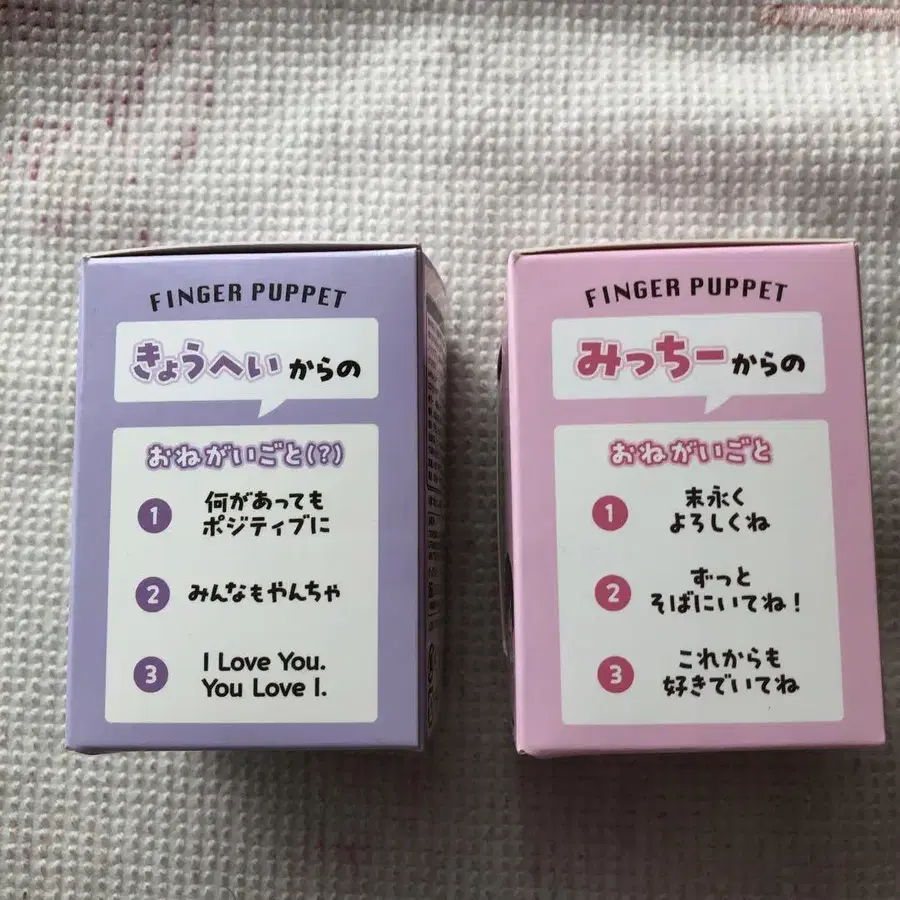 FINGER PUPPET
きょうへいからの
おねがいごと(?)
1 何があっても
ポジティブに
2 みんなもやんちゃ
3 I Love You.
You Love I.
FINGER PUPPET
みっちーからの
おねがいごと
1 末永く
よろしくね
2 ずっと
そばにいてね!
3 これからも
好きでいてね